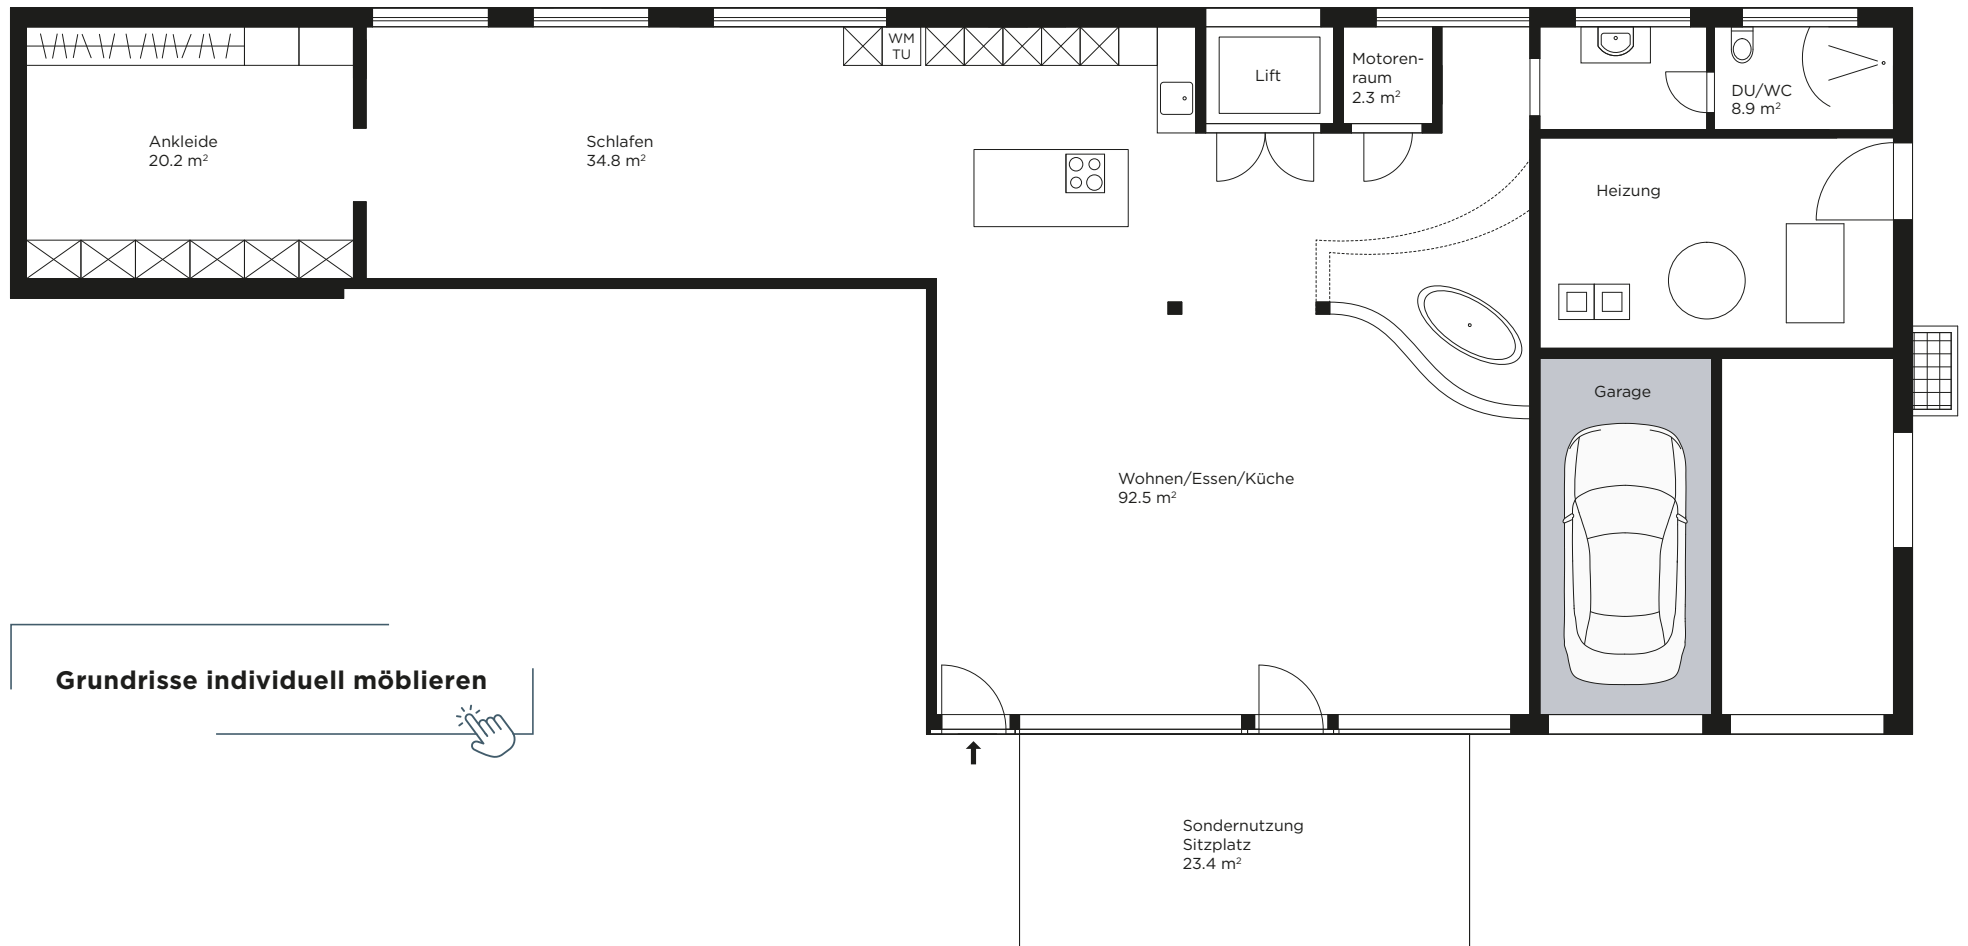 WM
TU
Lift
Motoren-
raum
2.3 m²
DU/WC
8.9 m²
Ankleide
20.2 m²
Schlafen
34.8 m²
Heizung
Garage
Wohnen/Essen/Küche
92.5 m²
Grundrisse individuell möblieren
Sondernutzung
Sitzplatz
23.4 m²